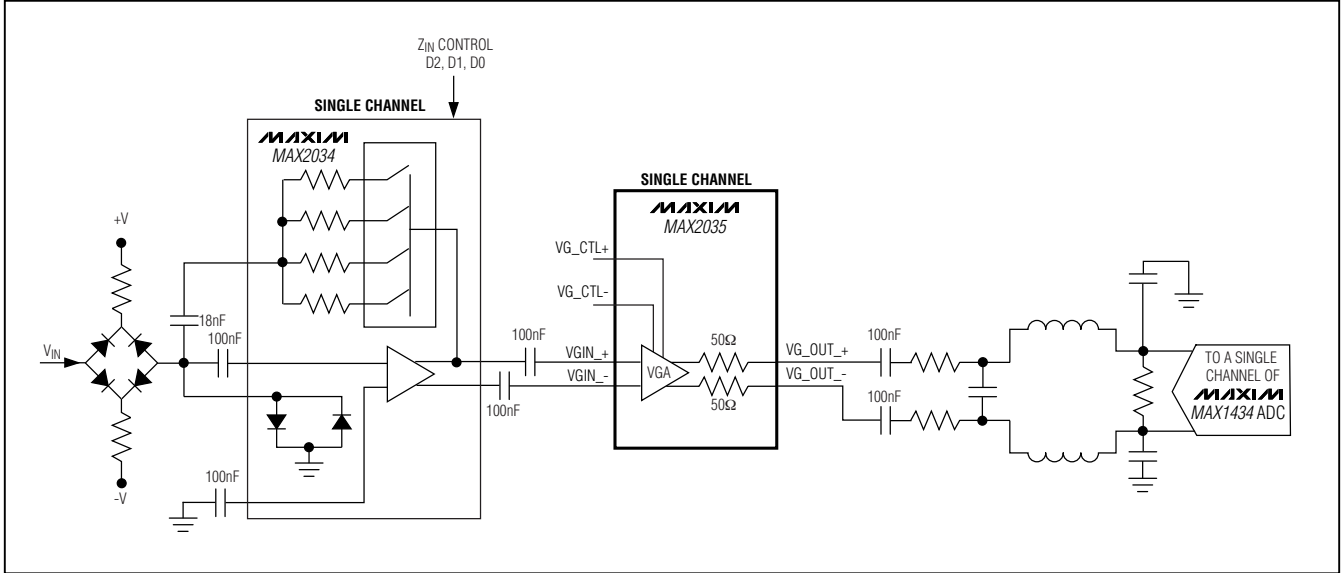 Z_IN CONTROL
D2, D1, D0
SINGLE CHANNEL
MAXIM
MAX2034
+V
18nF
100nF
V_IN
-V
100nF
100nF
100nF
SINGLE CHANNEL
MAXIM
MAX2035
VG_CTL+
VG_CTL-
VGIN_+
VGIN_-
VGA
50Ω
50Ω
VG_OUT_+
VG_OUT_-
100nF
100nF
TO A SINGLE
CHANNEL OF
MAXIM
MAX1434 ADC